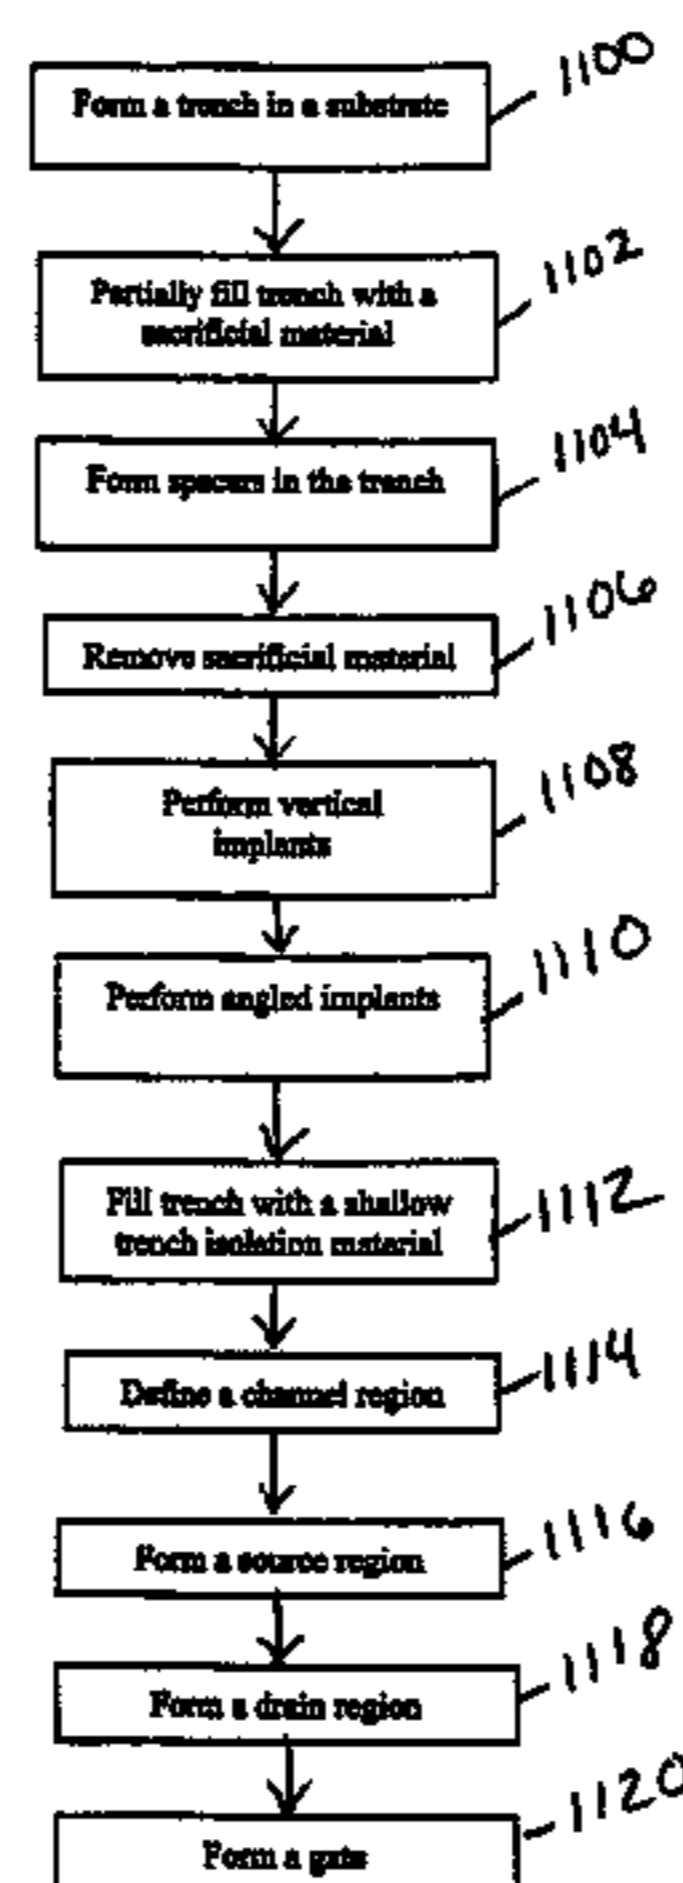 1100
Form a trench in a substrate
1102
Partially fill trench with a
sacrificial material
1104
Form spacers in the trench
1106
Remove sacrificial material
1108
Perform vertical
implants
1110
Perform angled implants
1112
Fill trench with a shallow
trench isolation material
1114
Define a channel region
1116
Form a source region
1118
Form a drain region
1120
Form a gate